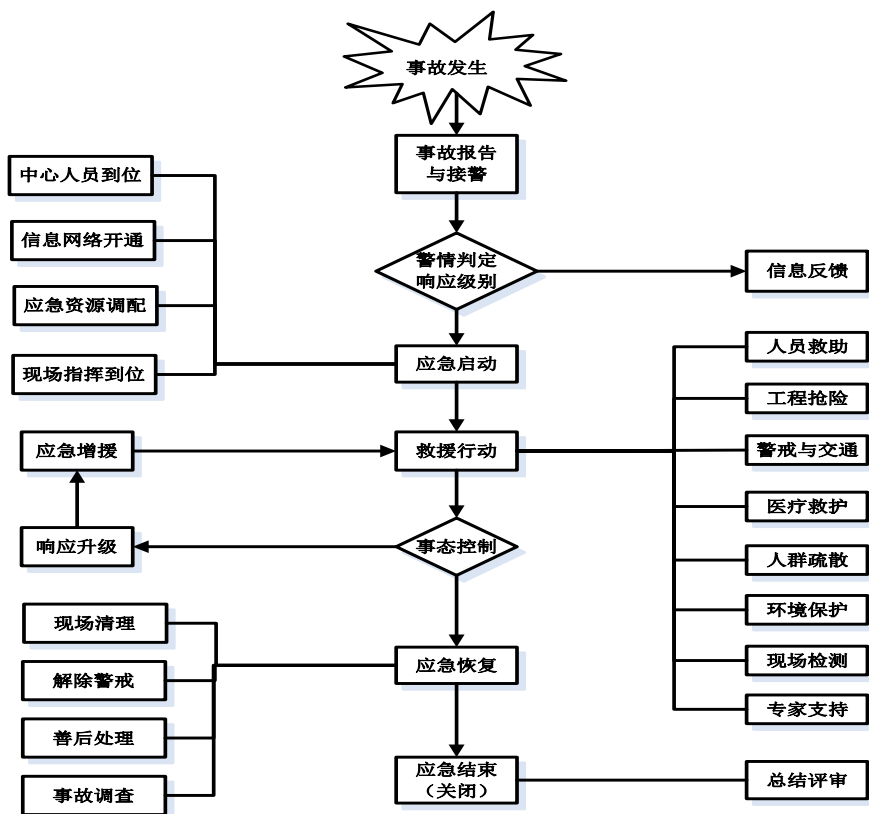 事故发生
事故报告
与接警
中心人员到位
信息网络开通
应急资源调配
现场指挥到位
警情判定
响应级别
信息反馈
应急启动
人员救助
工程抢险
警戒与交通
医疗救护
人群疏散
环境保护
现场检测
专家支持
应急增援
救援行动
响应升级
事态控制
现场清理
解除警戒
善后处理
事故调查
应急恢复
应急结束
（关闭）
总结评审